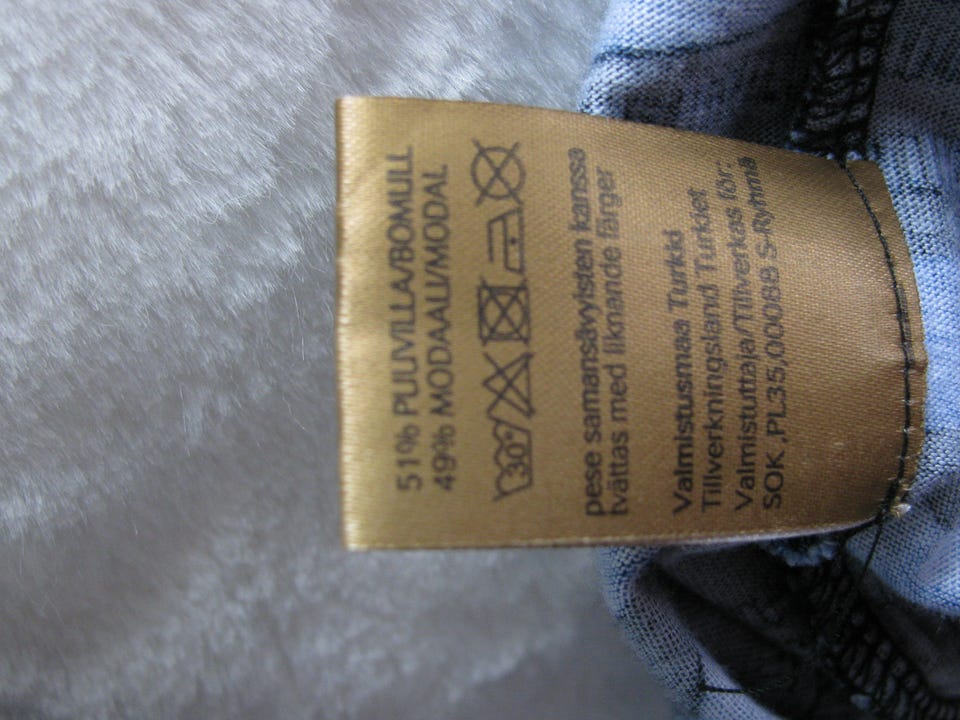 51% PUUVILLA/BOMULL
49% MODAALI/MODAL
30°
pese samansävyisten kanssa
tvättas med liknande färger
Valmistusmaa Turkki
Tillverkningsland Turkiet
Valmistuttaja/Tillverkas för:
SOK ,PL35,00088 S-Ryhmä